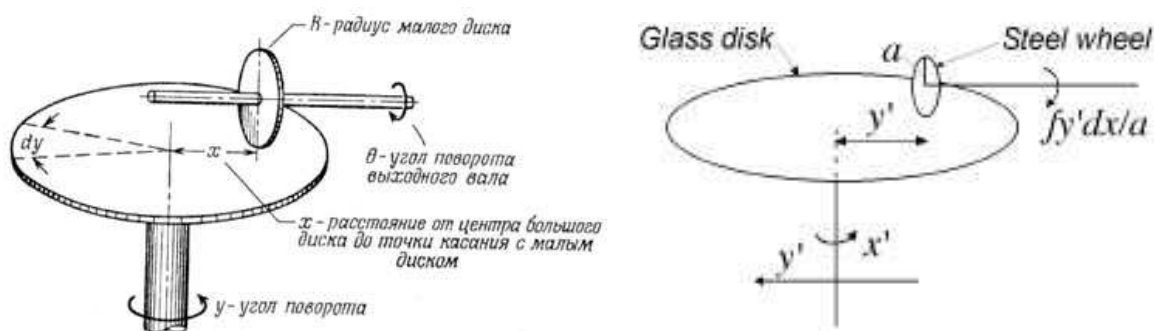 R-радиус малого диска
dy
x
θ-угол поворота
выходного вала
x-расстояние от центра большого
диска до точки касания с малым
диском
y-угол поворота
Glass disk
Steel wheel
a
y'
fy'dx/a
x'
y'